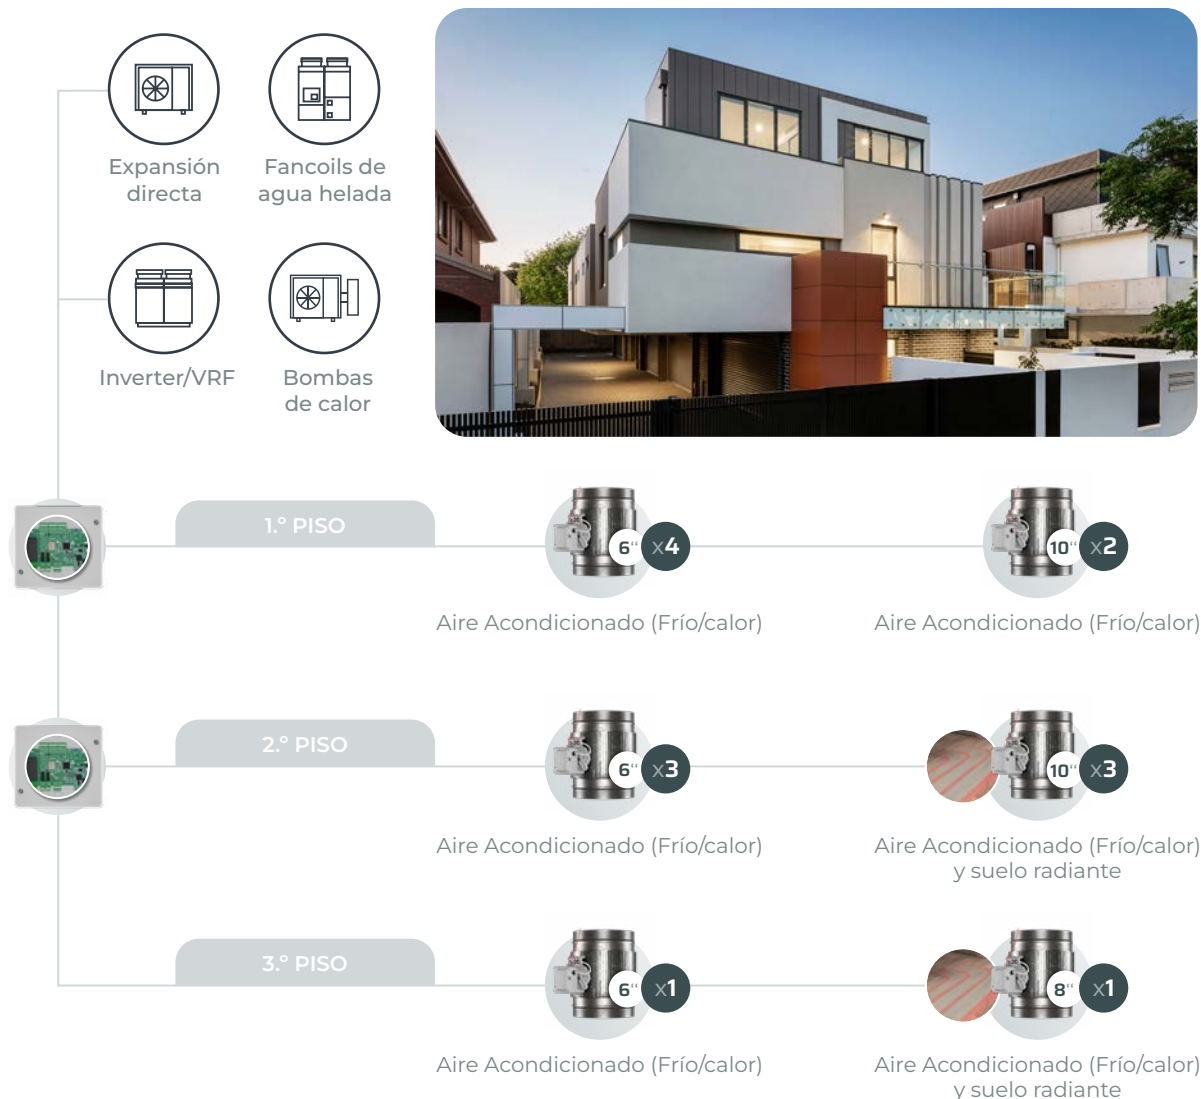 Expansión
directa
Fancoils de
agua helada
Inverter/VRF
Bombas
de calor
1.º PISO
6“ x4
10“ x2
Aire Acondicionado (Frío/calor)
Aire Acondicionado (Frío/calor)
2.º PISO
6“ x3
10“ x3
Aire Acondicionado (Frío/calor)
Aire Acondicionado (Frío/calor)
y suelo radiante
3.º PISO
6“ x1
8“ x1
Aire Acondicionado (Frío/calor)
Aire Acondicionado (Frío/calor)
y suelo radiante